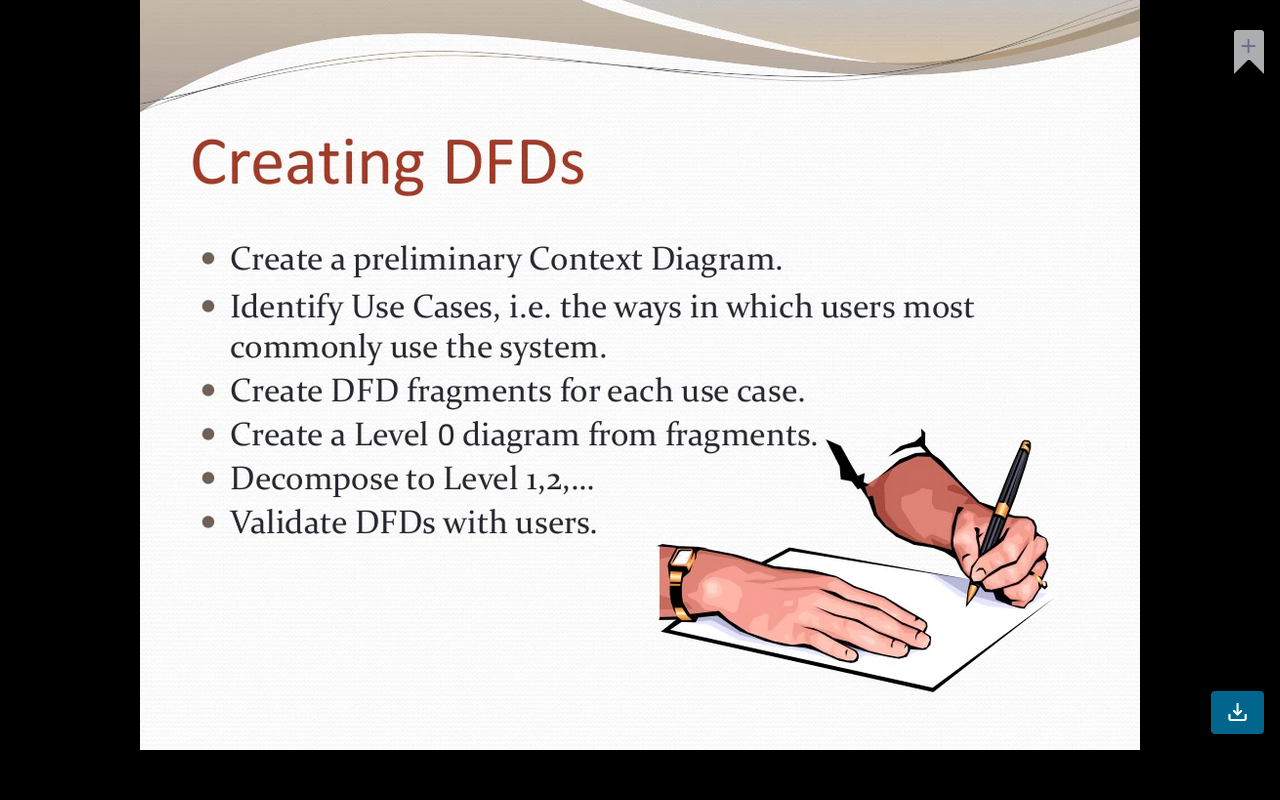 Creating DFDs
• Create a preliminary Context Diagram.
• Identify Use Cases, i.e. the ways in which users most
commonly use the system.
• Create DFD fragments for each use case.
• Create a Level 0 diagram from fragments.
• Decompose to Level 1,2,...
• Validate DFDs with users.